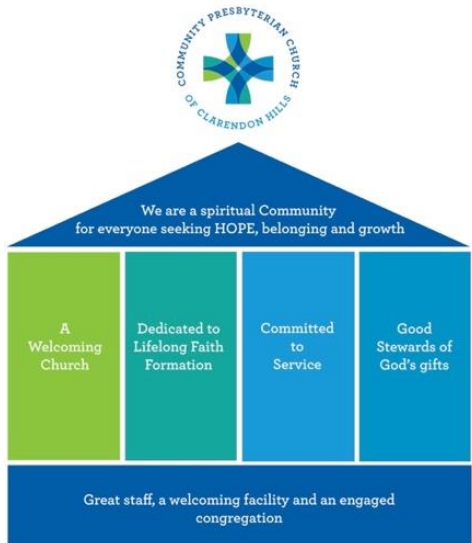 COMMUNITY PRESBYTERIAN CHURCH
OF CLARENDON HILLS
We are a spiritual Community
for everyone seeking HOPE, belonging and growth
A
Welcoming
Church
Dedicated to
Lifelong Faith
Formation
Committed
to
Service
Good
Stewards of
God's gifts
Great staff, a welcoming facility and an engaged
congregation